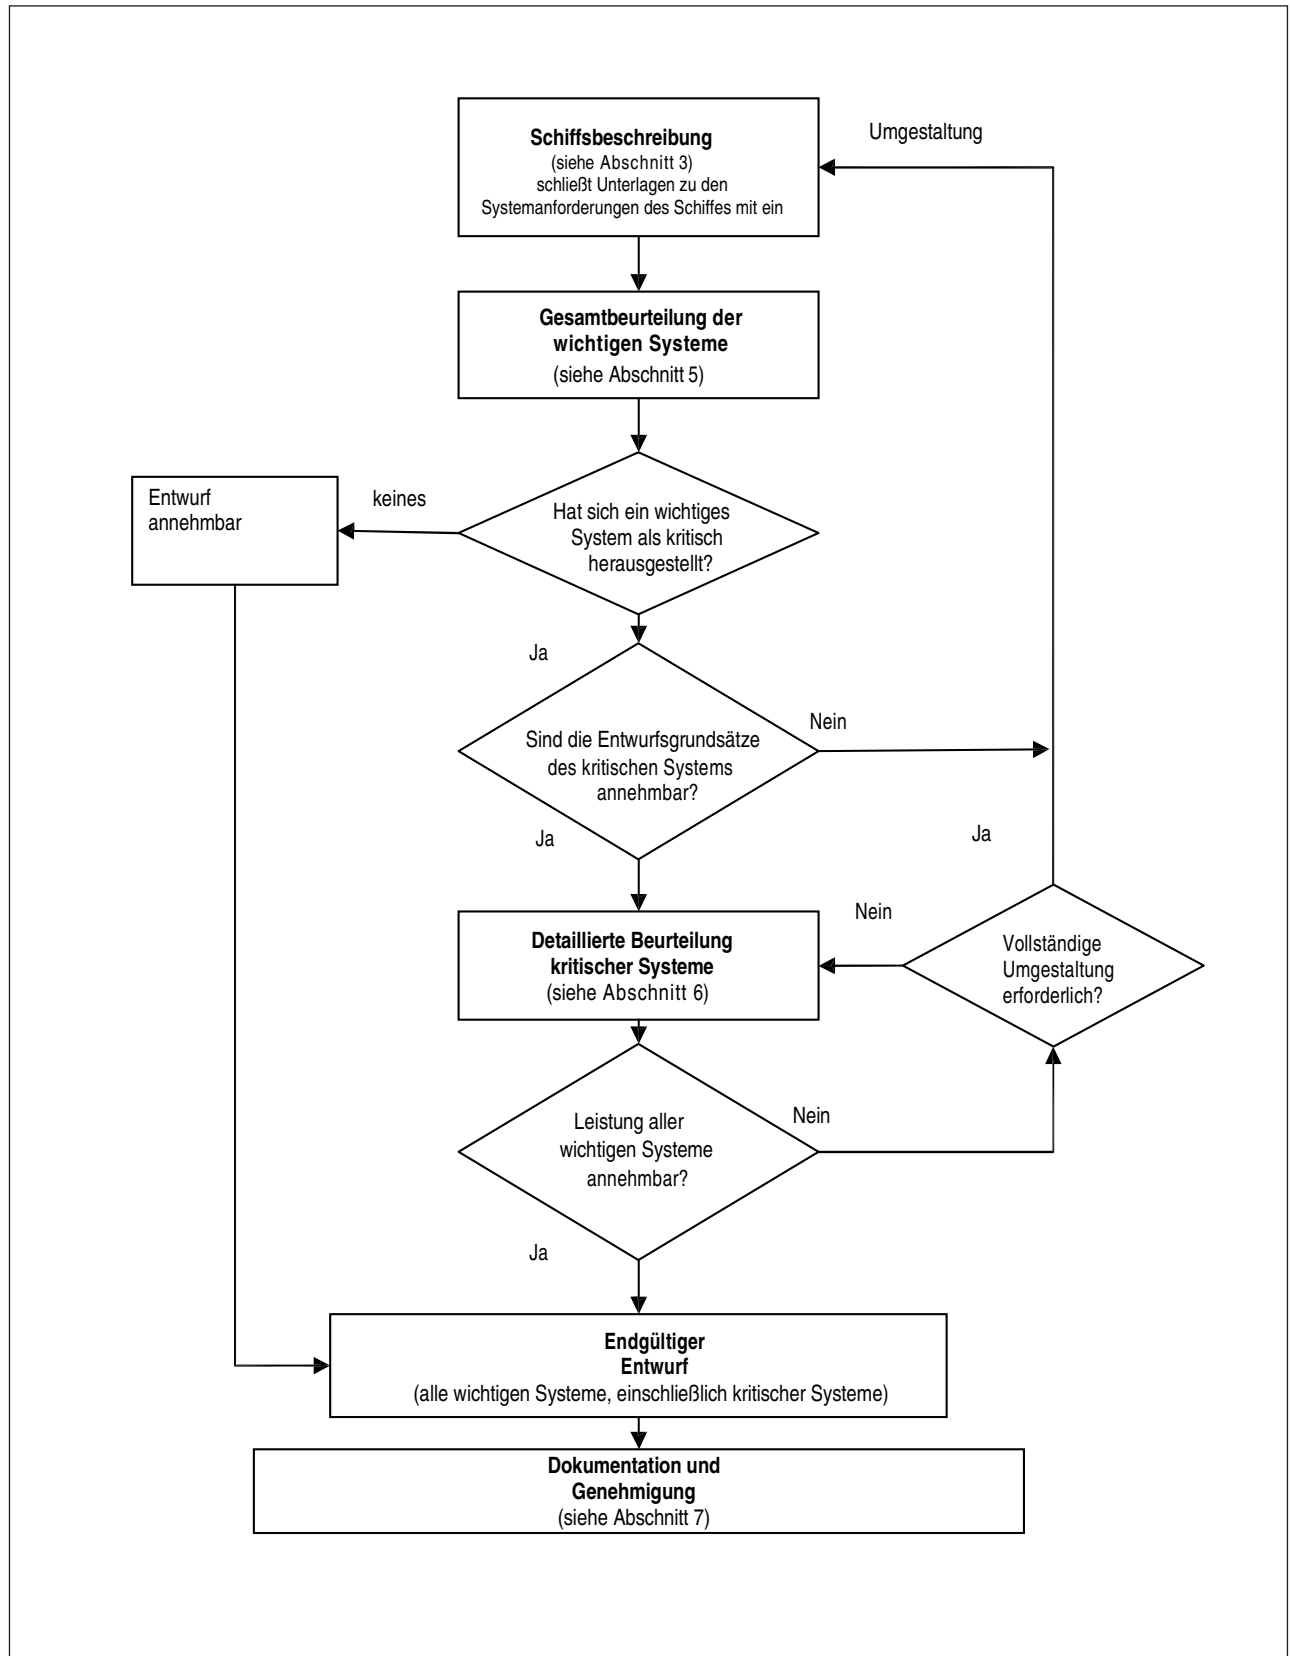 Schiffsbeschreibung
(siehe Abschnitt 3)
schließt Unterlagen zu den
Systemanforderungen des Schiffes mit ein
Umgestaltung
Gesamtbeurteilung der
wichtigen Systeme
(siehe Abschnitt 5)
Entwurf
annehmbar
keines
Hat sich ein wichtiges
System als kritisch
herausgestellt?
Ja
Nein
Sind die Entwurfsgrundsätze
des kritischen Systems
annehmbar?
Ja
Ja
Nein
Detaillierte Beurteilung
kritischer Systeme
(siehe Abschnitt 6)
Vollständige
Umgestaltung
erforderlich?
Nein
Leistung aller
wichtigen Systeme
annehmbar?
Ja
Endgültiger
Entwurf
(alle wichtigen Systeme, einschließlich kritischer Systeme)
Dokumentation und
Genehmigung
(siehe Abschnitt 7)